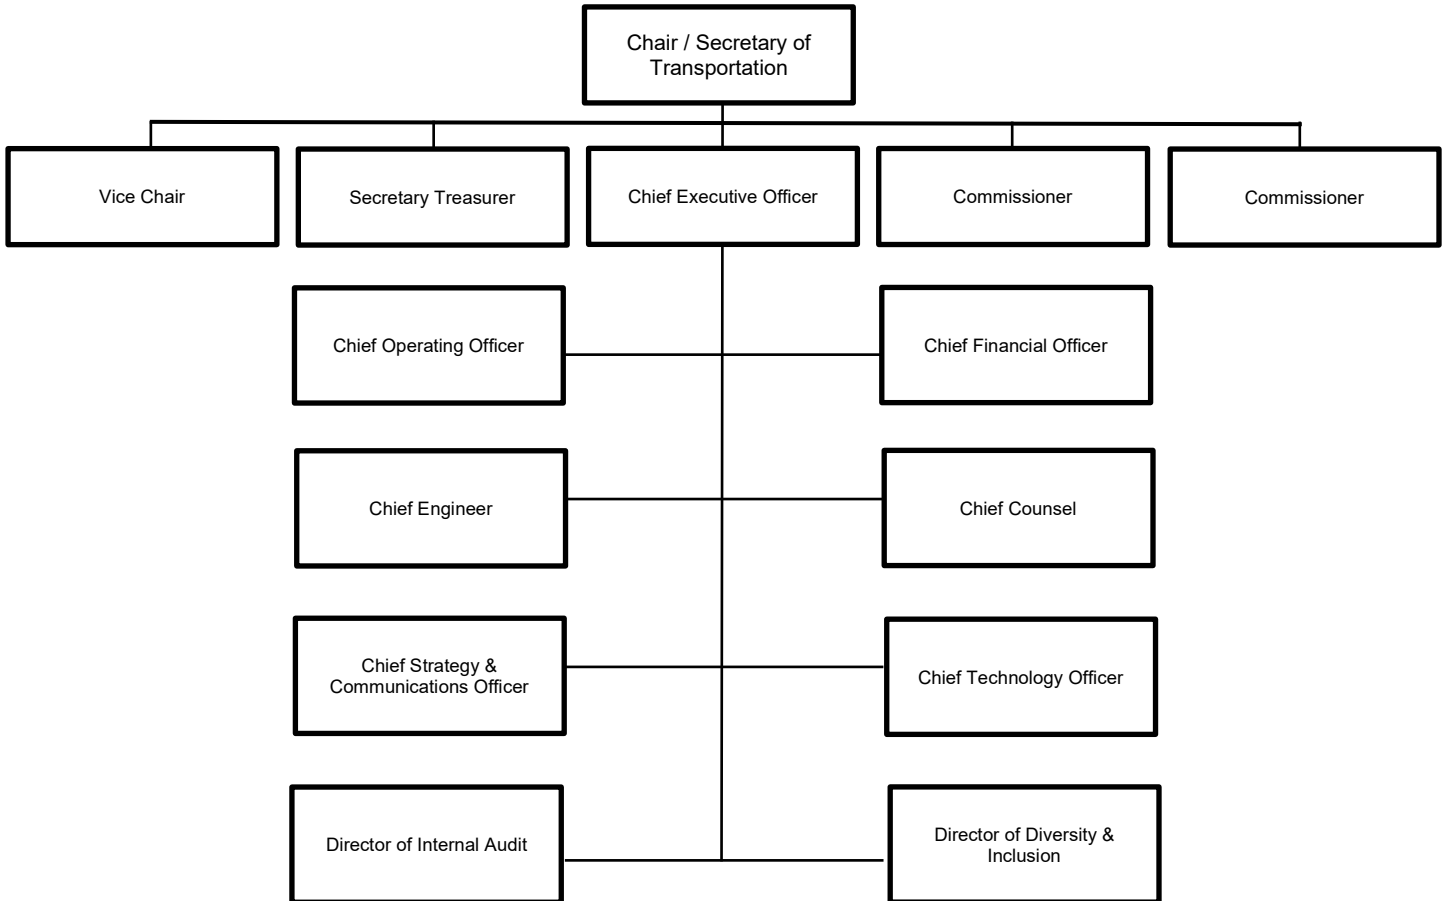 Chair / Secretary of
Transportation
Vice Chair
Secretary Treasurer
Chief Executive Officer
Commissioner
Commissioner
Chief Operating Officer
Chief Financial Officer
Chief Engineer
Chief Counsel
Chief Strategy &
Communications Officer
Chief Technology Officer
Director of Internal Audit
Director of Diversity &
Inclusion